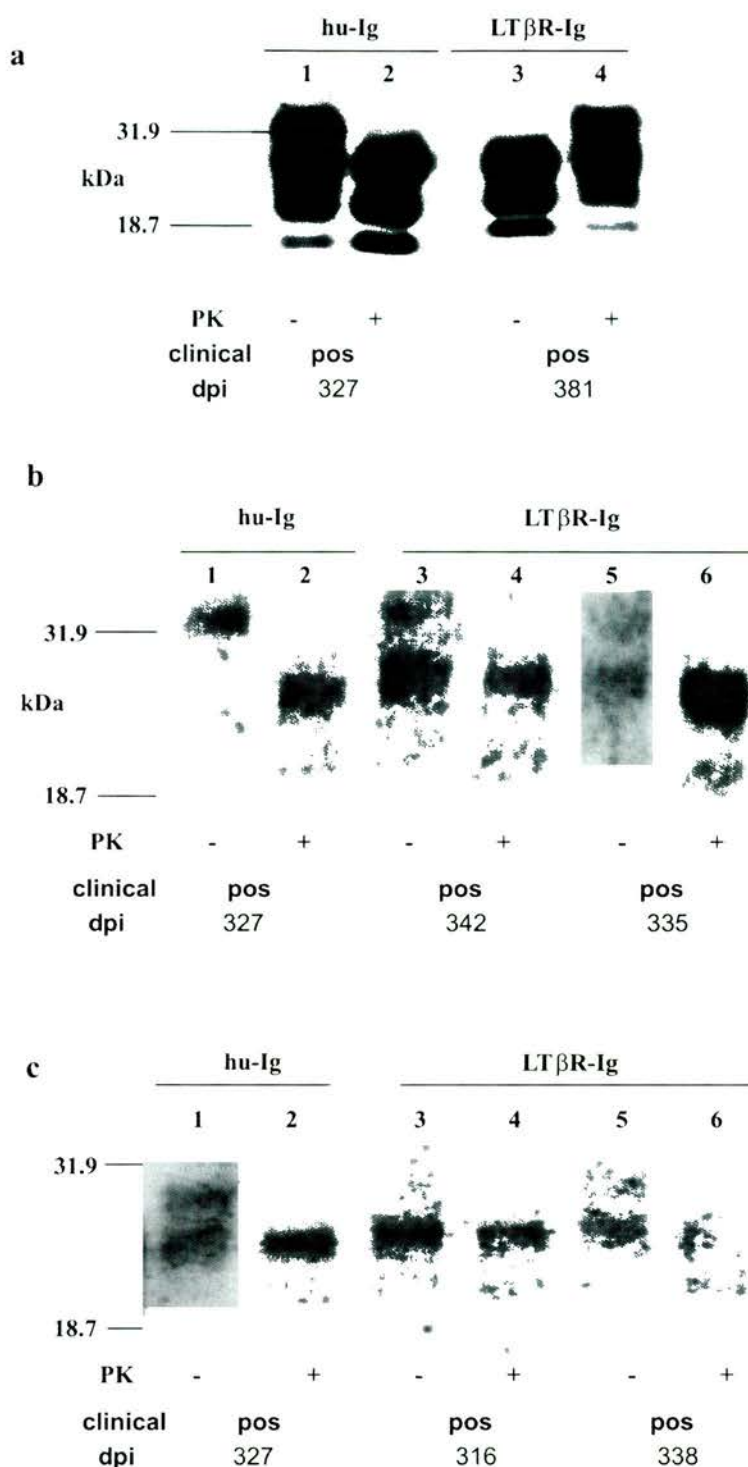 a
hu-Ig LTβR-Ig
1 2 3 4
31.9
kDa
18.7
PK - + - +
clinical pos pos
dpi 327 381
b
hu-Ig LTβR-Ig
1 2 3 4 5 6
31.9
kDa
18.7
PK - + - + - +
clinical pos pos pos
dpi 327 342 335
c
hu-Ig LTβR-Ig
1 2 3 4 5 6
31.9
18.7
PK - + - + - +
clinical pos pos pos
dpi 327 316 338